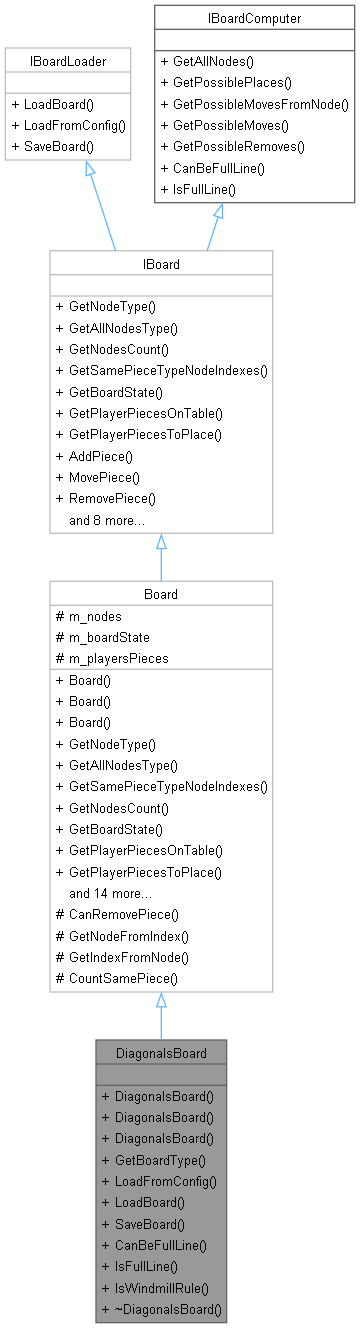 IBoardComputer
+ GetAllNodes()
+ GetPossiblePlaces()
+ GetPossibleMovesFromNode()
+ GetPossibleMoves()
+ GetPossibleRemoves()
+ CanBeFullLine()
+ IsFullLine()
IBoardLoader
+ LoadBoard()
+ LoadFromConfig()
+ SaveBoard()
IBoard
+ GetNodeType()
+ GetAllNodesType()
+ GetNodesCount()
+ GetSamePieceTypeNodeIndexes()
+ GetBoardState()
+ GetPlayerPiecesOnTable()
+ GetPlayerPiecesToPlace()
+ AddPiece()
+ MovePiece()
+ RemovePiece()
and 8 more...
Board
# m_nodes
# m_boardState
# m_playersPieces
+ Board()
+ Board()
+ Board()
+ GetNodeType()
+ GetAllNodesType()
+ GetSamePieceTypeNodeIndexes()
+ GetNodesCount()
+ GetBoardState()
+ GetPlayerPiecesOnTable()
+ GetPlayerPiecesToPlace()
and 14 more...
# CanRemovePiece()
# GetNodeFromIndex()
# GetIndexFromNode()
# CountSamePiece()
DiagonalsBoard
+ DiagonalsBoard()
+ DiagonalsBoard()
+ DiagonalsBoard()
+ GetBoardType()
+ LoadFromConfig()
+ LoadBoard()
+ SaveBoard()
+ CanBeFullLine()
+ IsFullLine()
+ IsWindmillRule()
+ ~DiagonalsBoard()